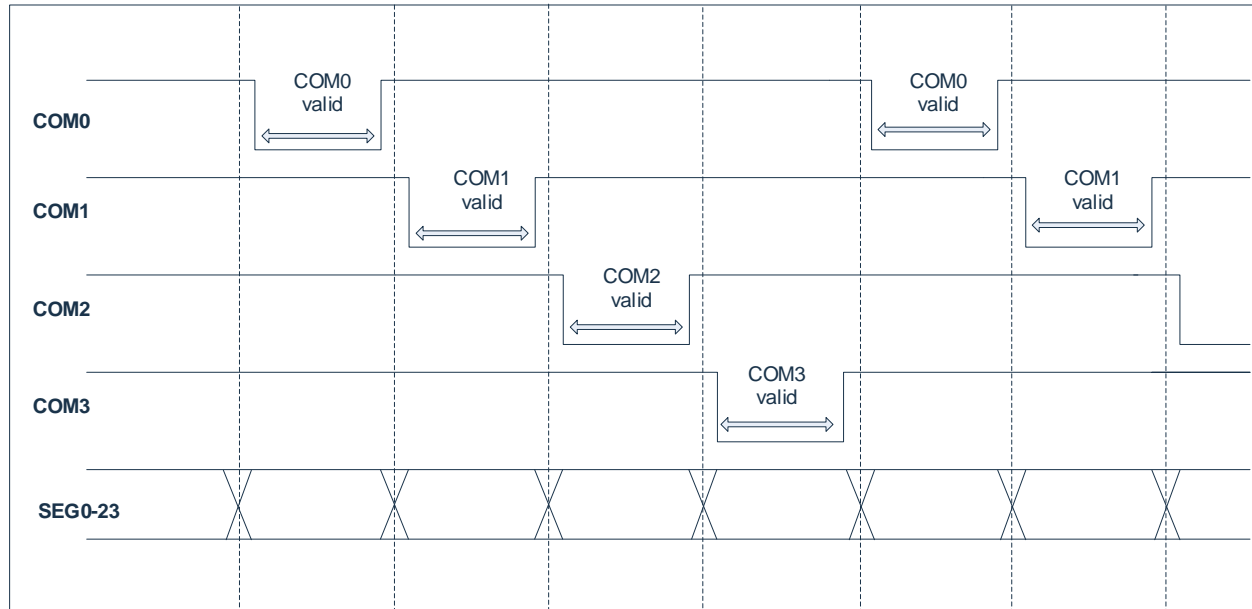 COM0
valid
COM0
valid
COM0
COM1
valid
COM1
valid
COM1
COM2
valid
COM2
COM3
valid
COM3
SEG0-23